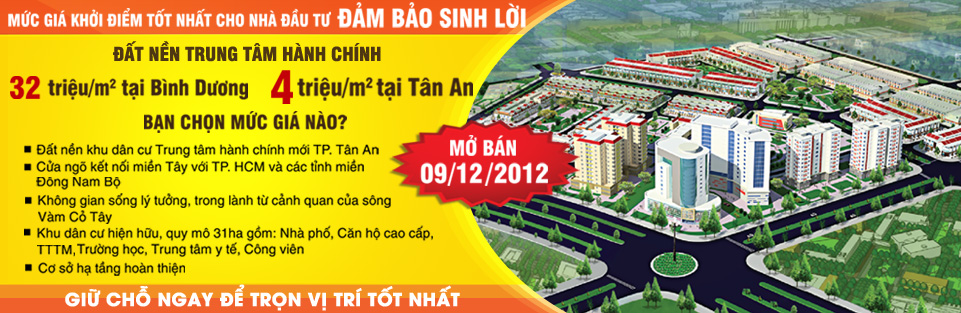 MỨC GIÁ KHỞI ĐIỂM TỐT NHẤT CHO NHÀ ĐẦU TƯ ĐẢM BẢO SINH LỜI
ĐẤT NỀN TRUNG TÂM HÀNH CHÍNH
32 triệu/m² tại Bình Dương 4 triệu/m² tại Tân An
BẠN CHỌN MỨC GIÁ NÀO?
Đất nền khu dân cư Trung tâm hành chính mới TP. Tân An
Cửa ngõ kết nối miền Tây với TP. HCM và các tỉnh miền
Đông Nam Bộ
Không gian sống lý tưởng, trong lành từ cảnh quan của sông
Vàm Cỏ Tây
Khu dân cư hiện hữu, quy mô 31ha gồm: Nhà phố, Căn hộ cao cấp,
TTTM,Trường học, Trung tâm y tế, Công viên
Cơ sở hạ tầng hoàn thiện
MỞ BÁN
09/12/2012
GIỮ CHỖ NGAY ĐỂ TRỌN VỊ TRÍ TỐT NHẤT